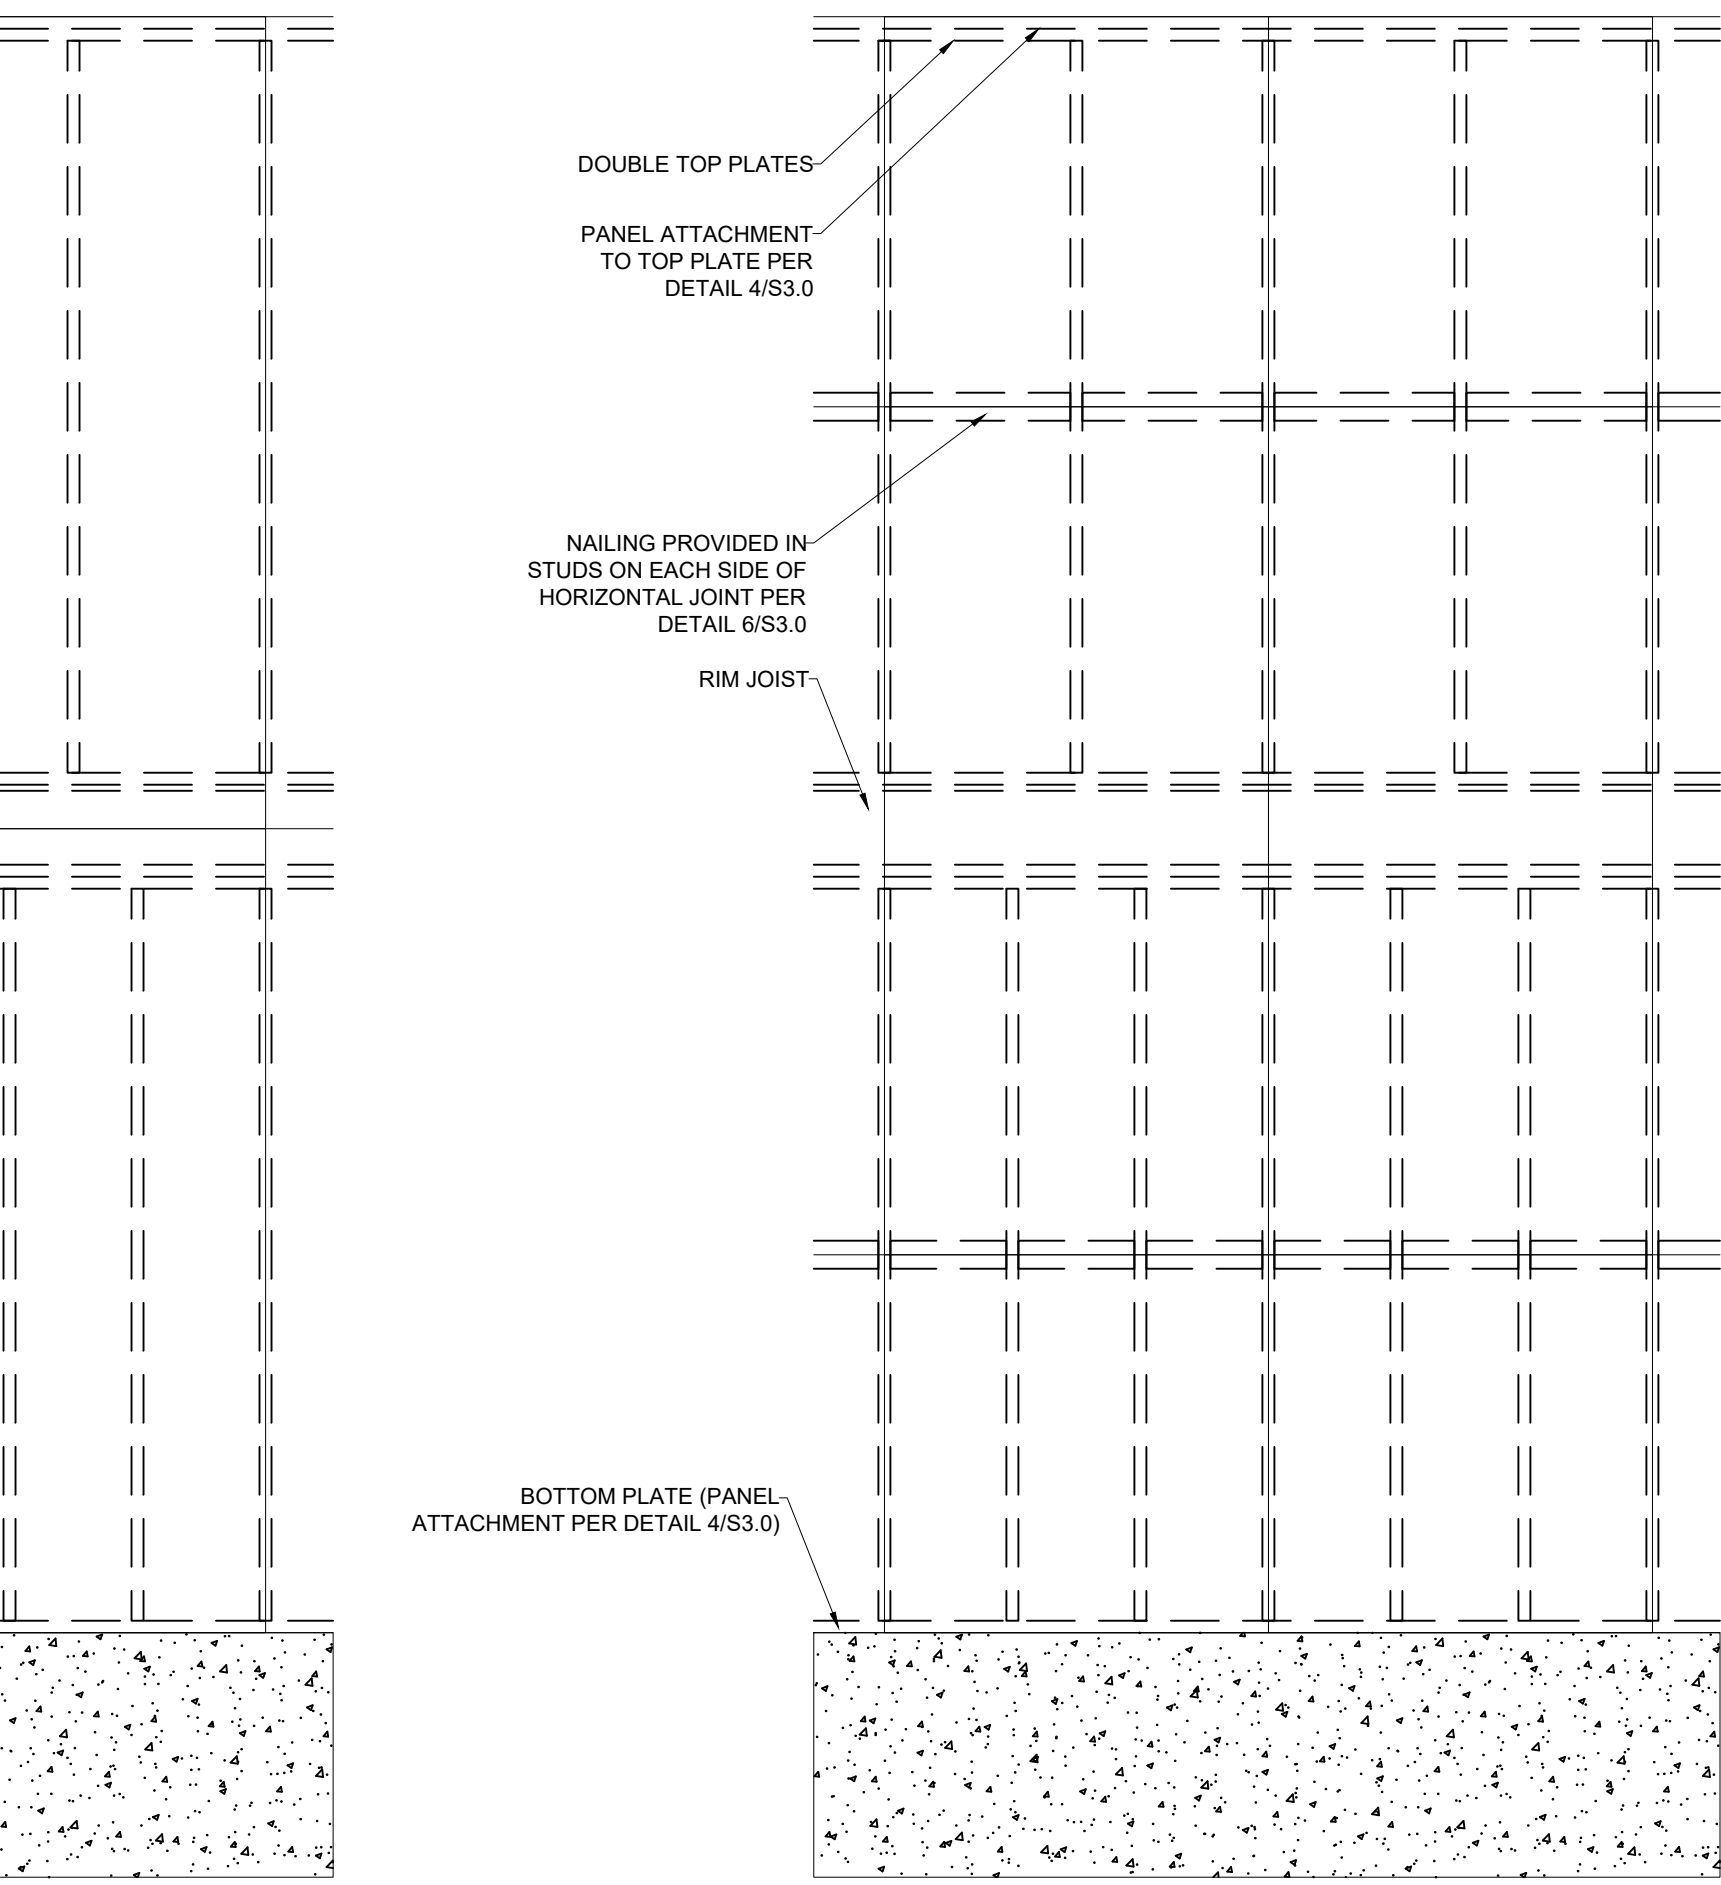 DOUBLE TOP PLATES
PANEL ATTACHMENT
TO TOP PLATE PER
DETAIL 4/S3.0
NAILING PROVIDED IN
STUDS ON EACH SIDE OF
HORIZONTAL JOINT PER
DETAIL 6/S3.0
RIM JOIST
BOTTOM PLATE (PANEL
ATTACHMENT PER DETAIL 4/S3.0)